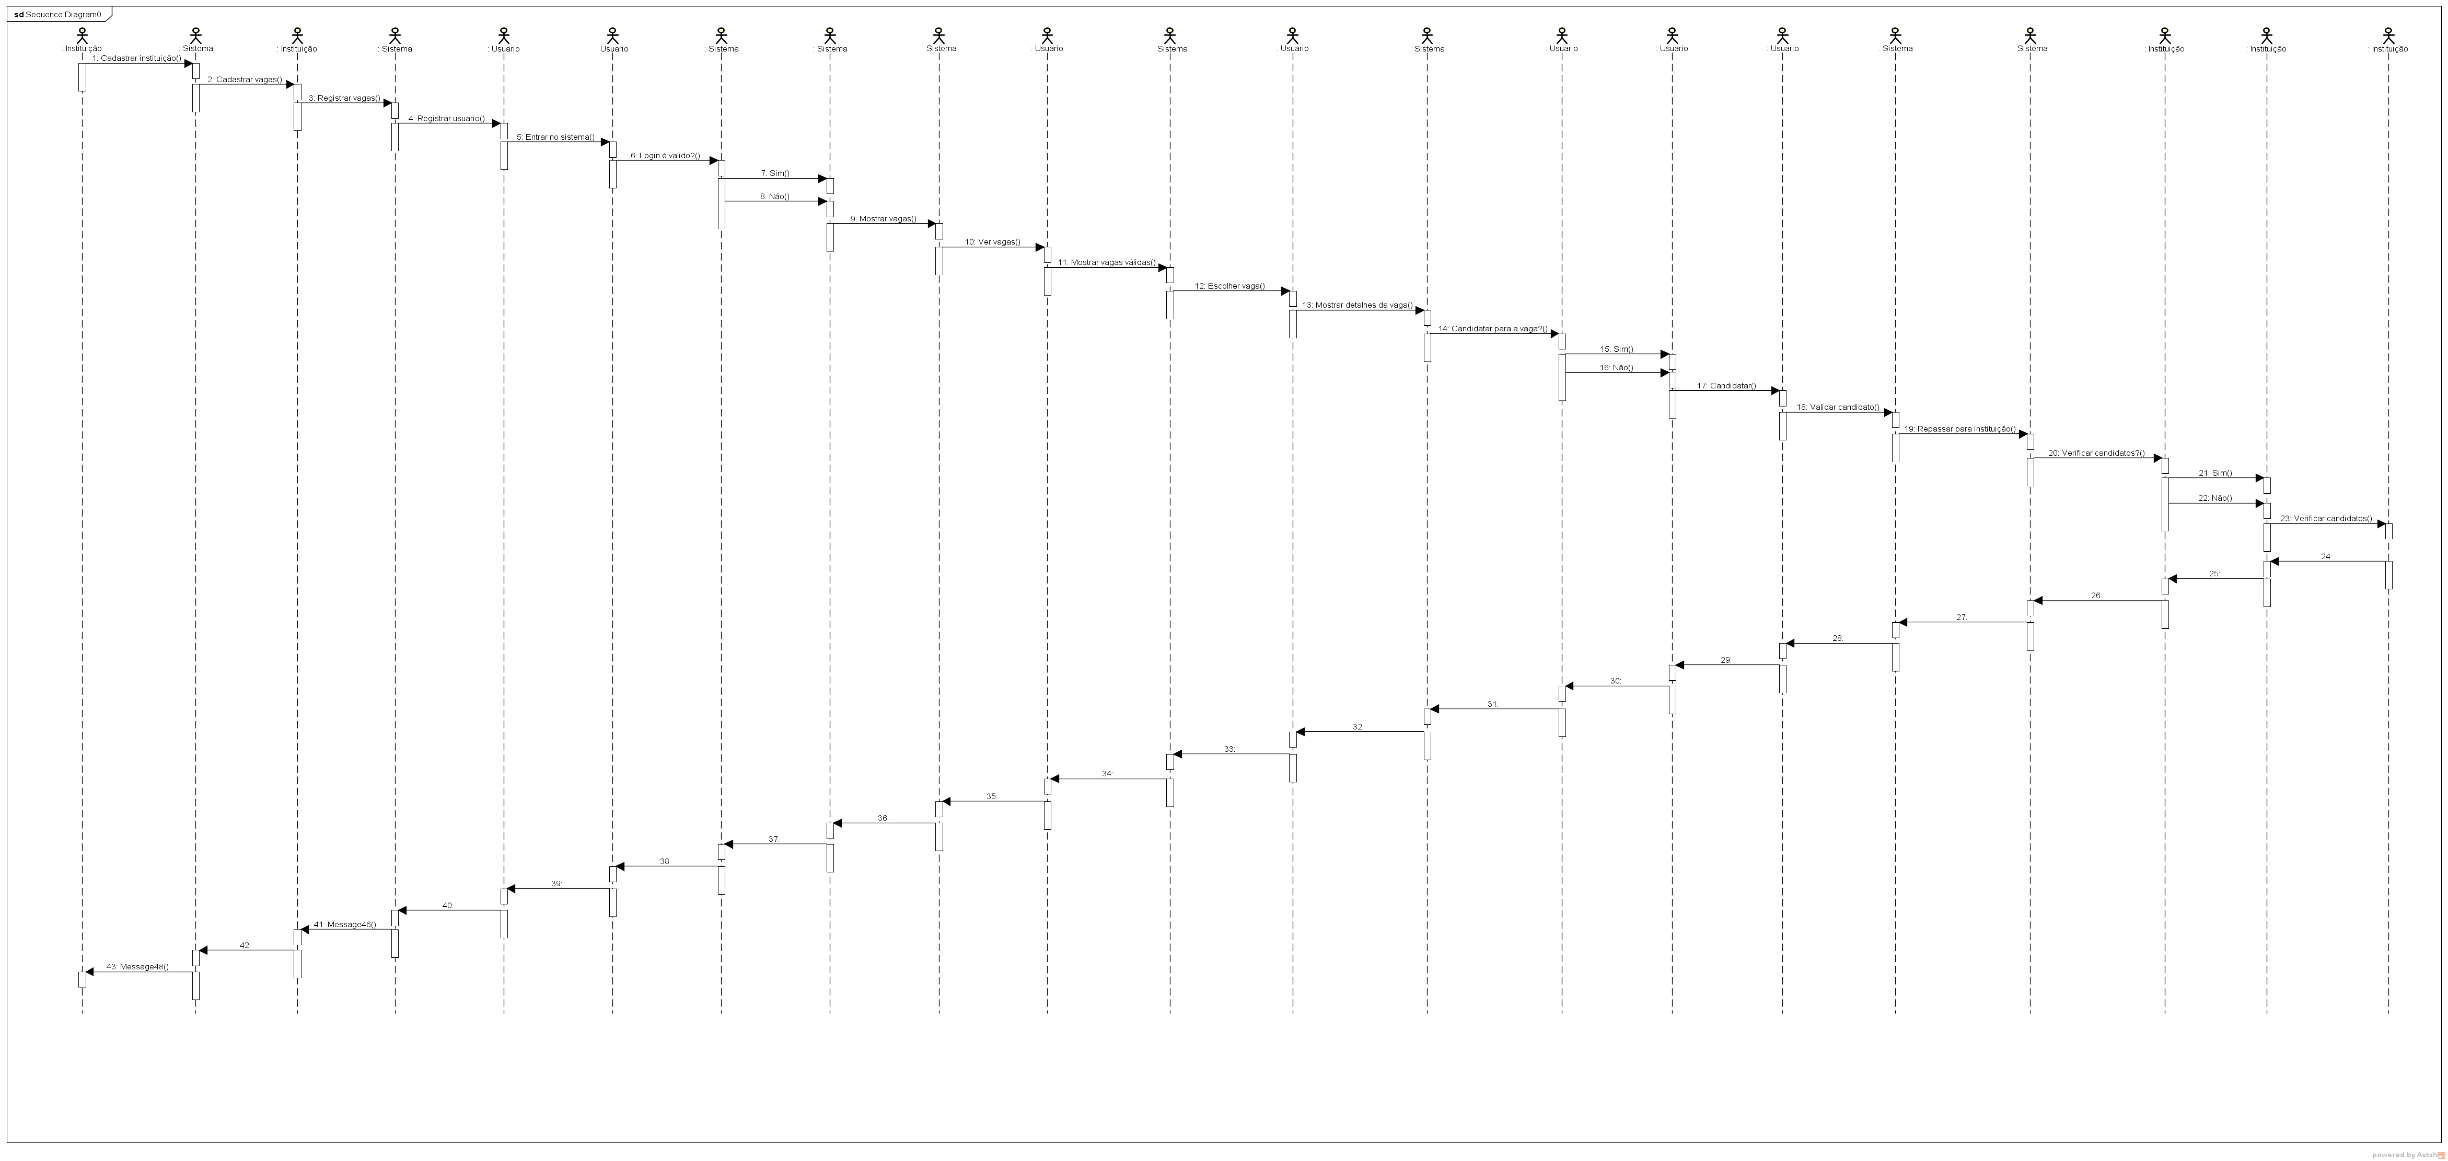 sd Sequence Diagram0
: Instituição
: Sistema
: Instituição
: Sistema
: Usuario
: Usuario
: Sistema
: Sistema
: Sistema
: Usuario
: Sistema
: Usuario
: Sistema
: Usuario
: Usuario
: Usuario
: Sistema
: Sistema
: Instituição
: Instituição
: Instituição
1: Cadastrar instituição()
2: Cadastrar vagas()
3: Registrar vagas()
4: Registrar usuario()
5: Entrar no sistema()
6: Login é valido?()
7: Sim()
8: Não()
9: Mostrar vagas()
10: Ver vagas()
11: Mostrar vagas válidas()
12: Escolher vaga()
13: Mostrar detalhes da vaga()
14: Candidatar para a vaga?()
15: Sim()
16: Não()
17: Candidatar()
18: Validar candidato()
19: Repassar para instituição()
20: Verificar candidatos?()
21: Sim()
22: Não()
23: Verificar candidatos()
24:
25:
26:
27:
28:
29:
30:
31:
32:
33:
34:
35:
36:
37:
38:
39:
40:
41: Message46()
42:
43: Message48()
powered by Astah